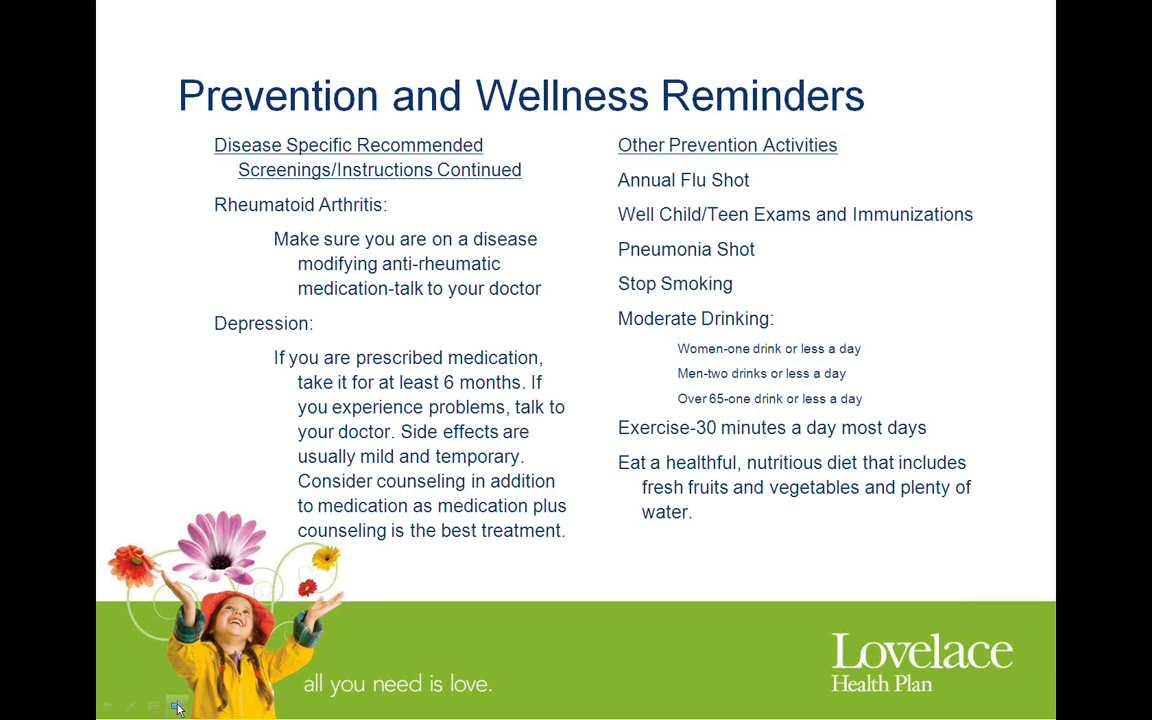 Prevention and Wellness Reminders
Disease Specific Recommended
Screenings/Instructions Continued
Rheumatoid Arthritis:
Make sure you are on a disease
modifying anti-rheumatic
medication-talk to your doctor
Depression:
If you are prescribed medication,
take it for at least 6 months. If
you experience problems, talk to
your doctor. Side effects are
usually mild and temporary.
Consider counseling in addition
to medication as medication plus
counseling is the best treatment.
Other Prevention Activities
Annual Flu Shot
Well Child/Teen Exams and Immunizations
Pneumonia Shot
Stop Smoking
Moderate Drinking:
Women-one drink or less a day
Men-two drinks or less a day
Over 65-one drink or less a day
Exercise-30 minutes a day most days
Eat a healthful, nutritious diet that includes
fresh fruits and vegetables and plenty of
water.
all you need is love.
Lovelace
Health Plan